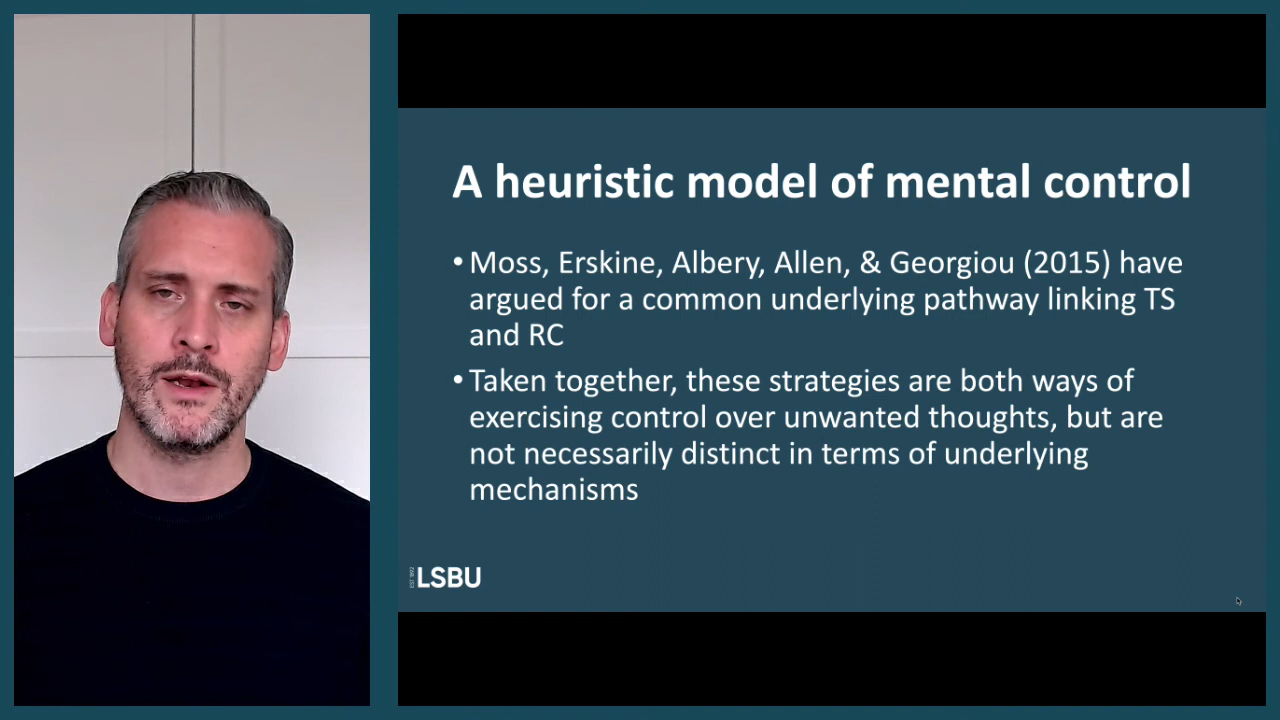 A heuristic model of mental control
• Moss, Erskine, Albery, Allen, & Georgiou (2015) have
argued for a common underlying pathway linking TS
and RC
• Taken together, these strategies are both ways of
exercising control over unwanted thoughts, but are
not necessarily distinct in terms of underlying
mechanisms
EST 1892
LSBU